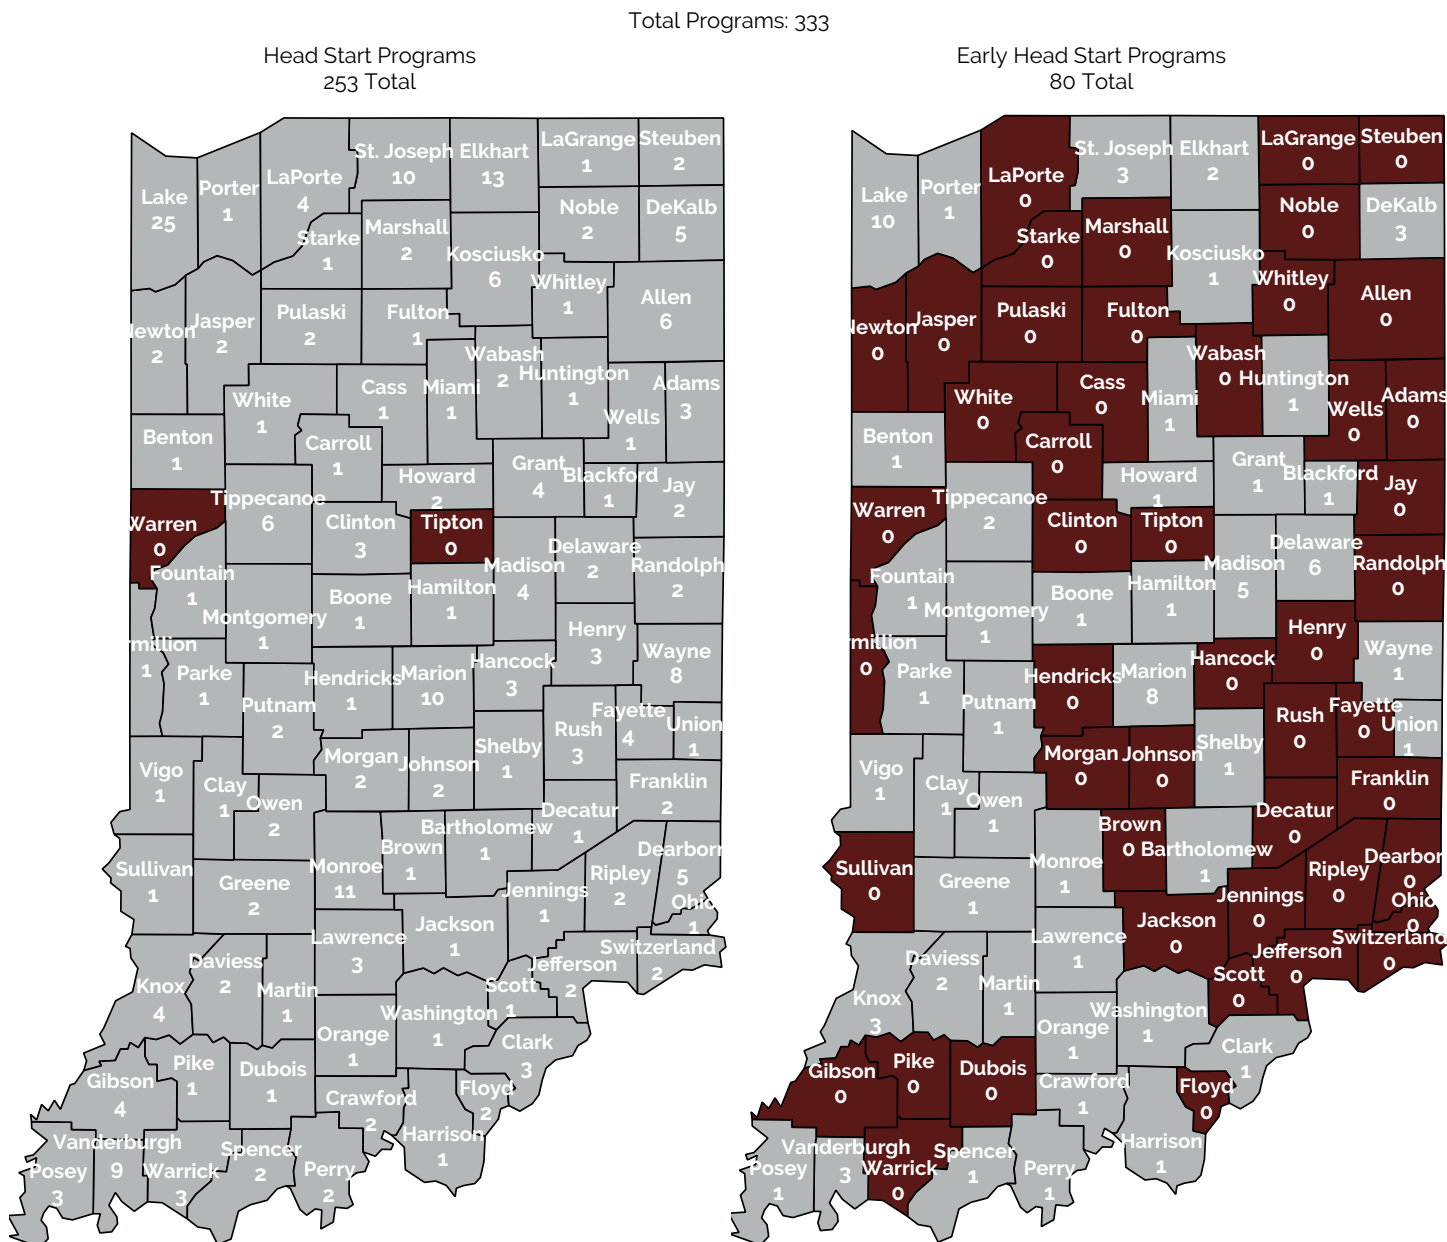 Total Programs: 333
Head Start Programs
253 Total
Lake
25
Porter
1
LaPorte
4
St. Joseph
10
Elkhart
13
LaGrange
1
Steuben
2
Noble
2
DeKalb
5
Starke
1
Marshall
2
Kosciusko
6
Whitley
1
Allen
6
Newton
2
Jasper
2
Pulaski
2
Fulton
1
Wabash
2
Huntington
1
Miami
1
Cass
1
White
1
Wells
1
Adams
3
Benton
1
Carroll
1
Howard
2
Grant
4
Blackford
1
Jay
2
Warren
0
Tippecanoe
6
Clinton
3
Tipton
0
Delaware
2
Randolph
2
Madison
4
Fountain
1
Montgomery
1
Boone
1
Hamilton
1
Henry
3
Wayne
8
rmillion
1
Parke
1
Putnam
2
Hendricks
1
Marion
10
Hancock
3
Rush
3
Fayette
4
Union
1
Vigo
1
Clay
1
Owen
2
Morgan
2
Johnson
2
Shelby
1
Franklin
2
Decatur
1
Sullivan
1
Greene
2
Monroe
11
Brown
1
Bartholomew
1
Jennings
1
Ripley
2
Dearborn
5
Ohio
1
Jackson
1
Lawrence
3
Knox
4
Daviess
2
Martin
1
Orange
1
Washington
1
Scott
1
Jefferson
2
Switzerland
2
Clark
3
Floyd
2
Gibson
4
Pike
1
Dubois
1
Crawford
2
Harrison
1
Posey
3
Vanderburgh
9
Warrick
3
Spencer
2
Perry
2
Early Head Start Programs
80 Total
Lake
10
Porter
1
LaPorte
0
St. Joseph
3
Elkhart
2
LaGrange
0
Steuben
0
Noble
0
DeKalb
3
Starke
0
Marshall
0
Kosciusko
1
Whitley
0
Allen
0
Newton
0
Jasper
0
Pulaski
0
Fulton
0
Wabash
0
Huntington
1
Miami
1
Cass
0
White
0
Wells
0
Adams
0
Benton
1
Carroll
0
Howard
1
Grant
1
Blackford
1
Jay
0
Warren
0
Tippecanoe
2
Clinton
0
Tipton
0
Delaware
6
Randolph
0
Madison
5
Fountain
1
Montgomery
1
Boone
1
Hamilton
1
Henry
0
Wayne
1
rmillion
0
Parke
1
Putnam
1
Hendricks
0
Marion
8
Hancock
0
Rush
0
Fayette
0
Union
1
Vigo
1
Clay
1
Owen
1
Morgan
0
Johnson
0
Shelby
1
Franklin
0
Decatur
0
Sullivan
0
Greene
1
Monroe
1
Brown
0
Bartholomew
1
Jennings
0
Ripley
0
Dearborn
0
Ohio
0
Jackson
0
Lawrence
1
Knox
3
Daviess
2
Martin
1
Orange
1
Washington
1
Scott
0
Jefferson
0
Switzerland
0
Clark
1
Floyd
0
Gibson
0
Pike
0
Dubois
0
Crawford
1
Harrison
1
Posey
1
Vanderburgh
3
Warrick
0
Spencer
1
Perry
1